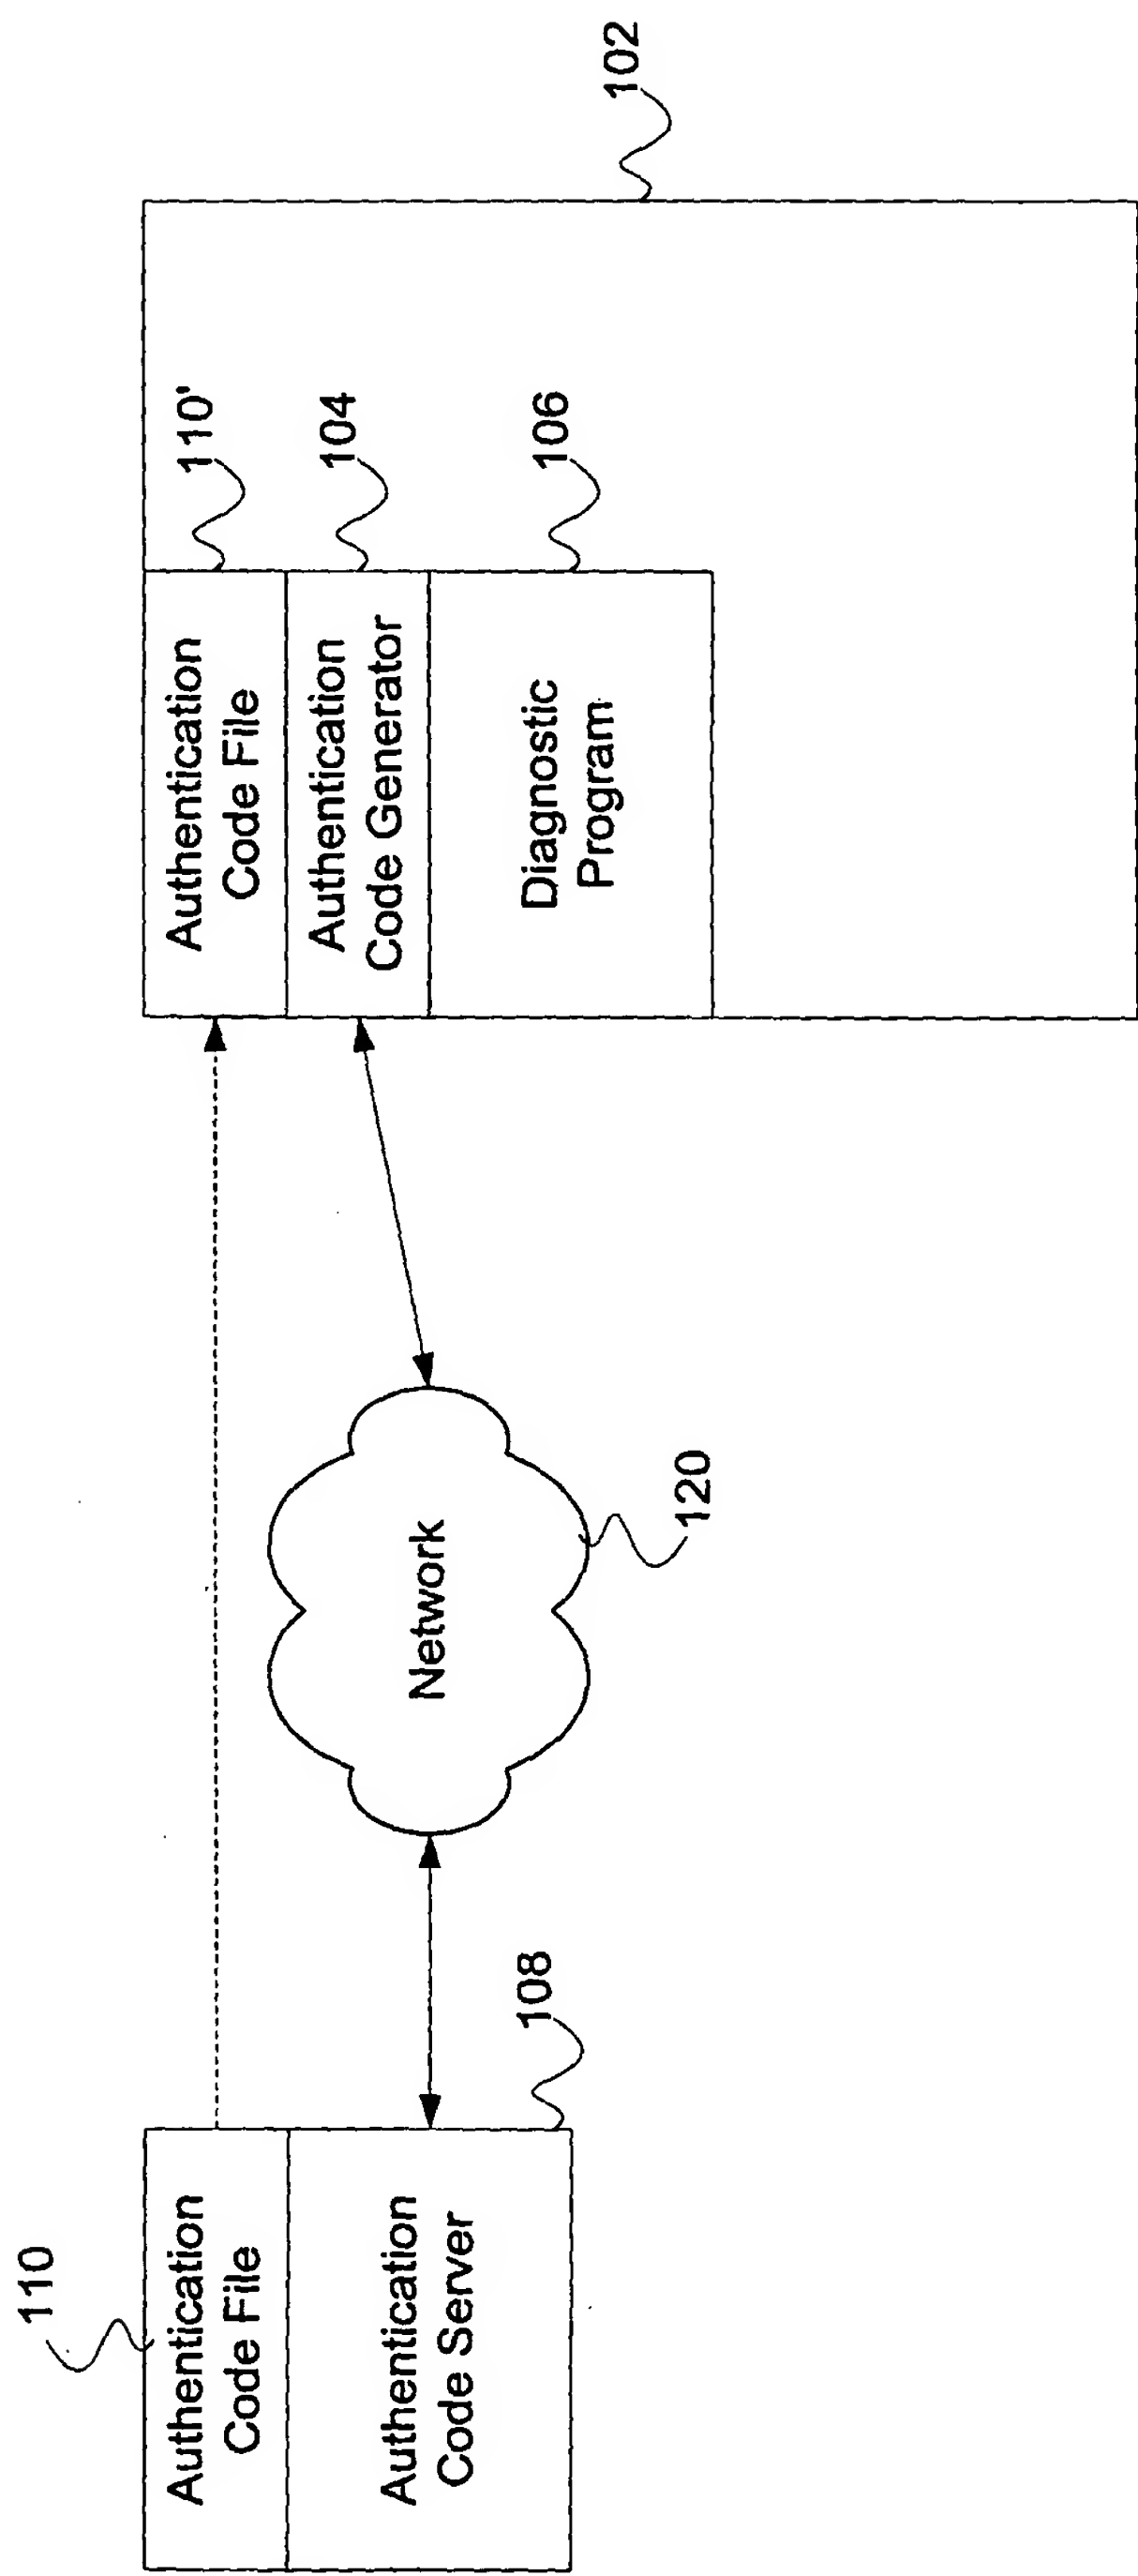 110
Authentication
Code File
Authentication
Code Server
108
Network
120
Authentication
Code File
110'
Authentication
Code Generator
104
Diagnostic
Program
106
102